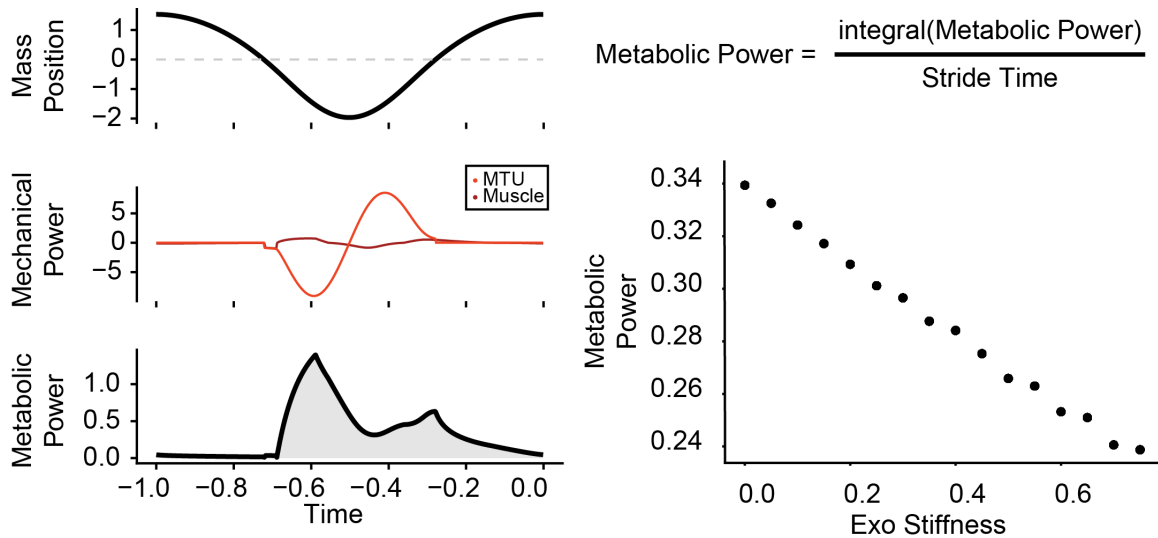 Mass
Position
1
0
−1
−2
Mechanical
Power
5
0
−5
MTU
Muscle
Metabolic
Power
1.0
0.5
0.0
−1.0
−0.8
−0.6
−0.4
−0.2
0.0
Time
Metabolic Power =
integral(Metabolic Power)
Stride Time
Metabolic
Power
0.34
0.32
0.30
0.28
0.26
0.24
0.0
0.2
0.4
0.6
Exo Stiffness